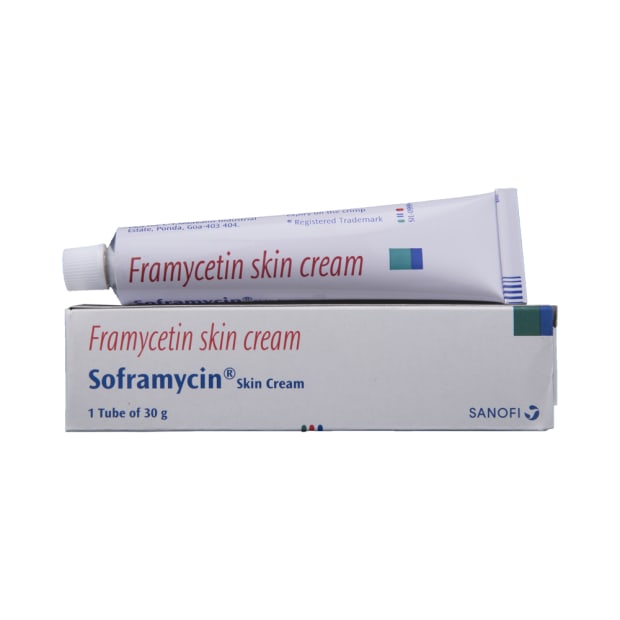 Estate, Ponda, Goa-403 404.
® Registered Trademark
Framycetin skin cream
Soframycin®
Framycetin skin cream
Soframycin® Skin Cream
1 Tube of 30 g
SANOFI